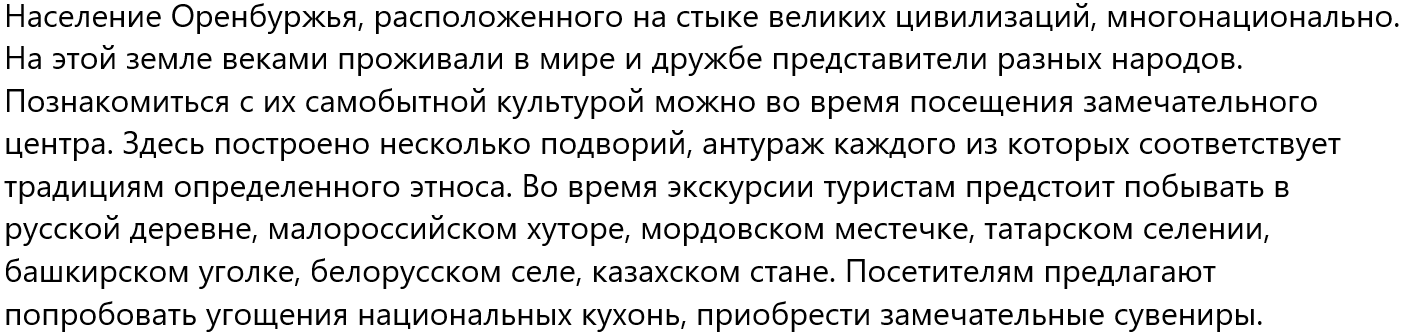 Население Оренбуржья, расположенного на стыке великих цивилизаций, многонационально.
На этой земле веками проживали в мире и дружбе представители разных народов.
Познакомиться с их самобытной культурой можно во время посещения замечательного
центра. Здесь построено несколько подворий, антураж каждого из которых соответствует
традициям определенного этноса. Во время экскурсии туристам предстоит побывать в
русской деревне, малороссийском хуторе, мордовском местечке, татарском селении,
башкирском уголке, белорусском селе, казахском стане. Посетителям предлагают
попробовать угощения национальных кухонь, приобрести замечательные сувениры.